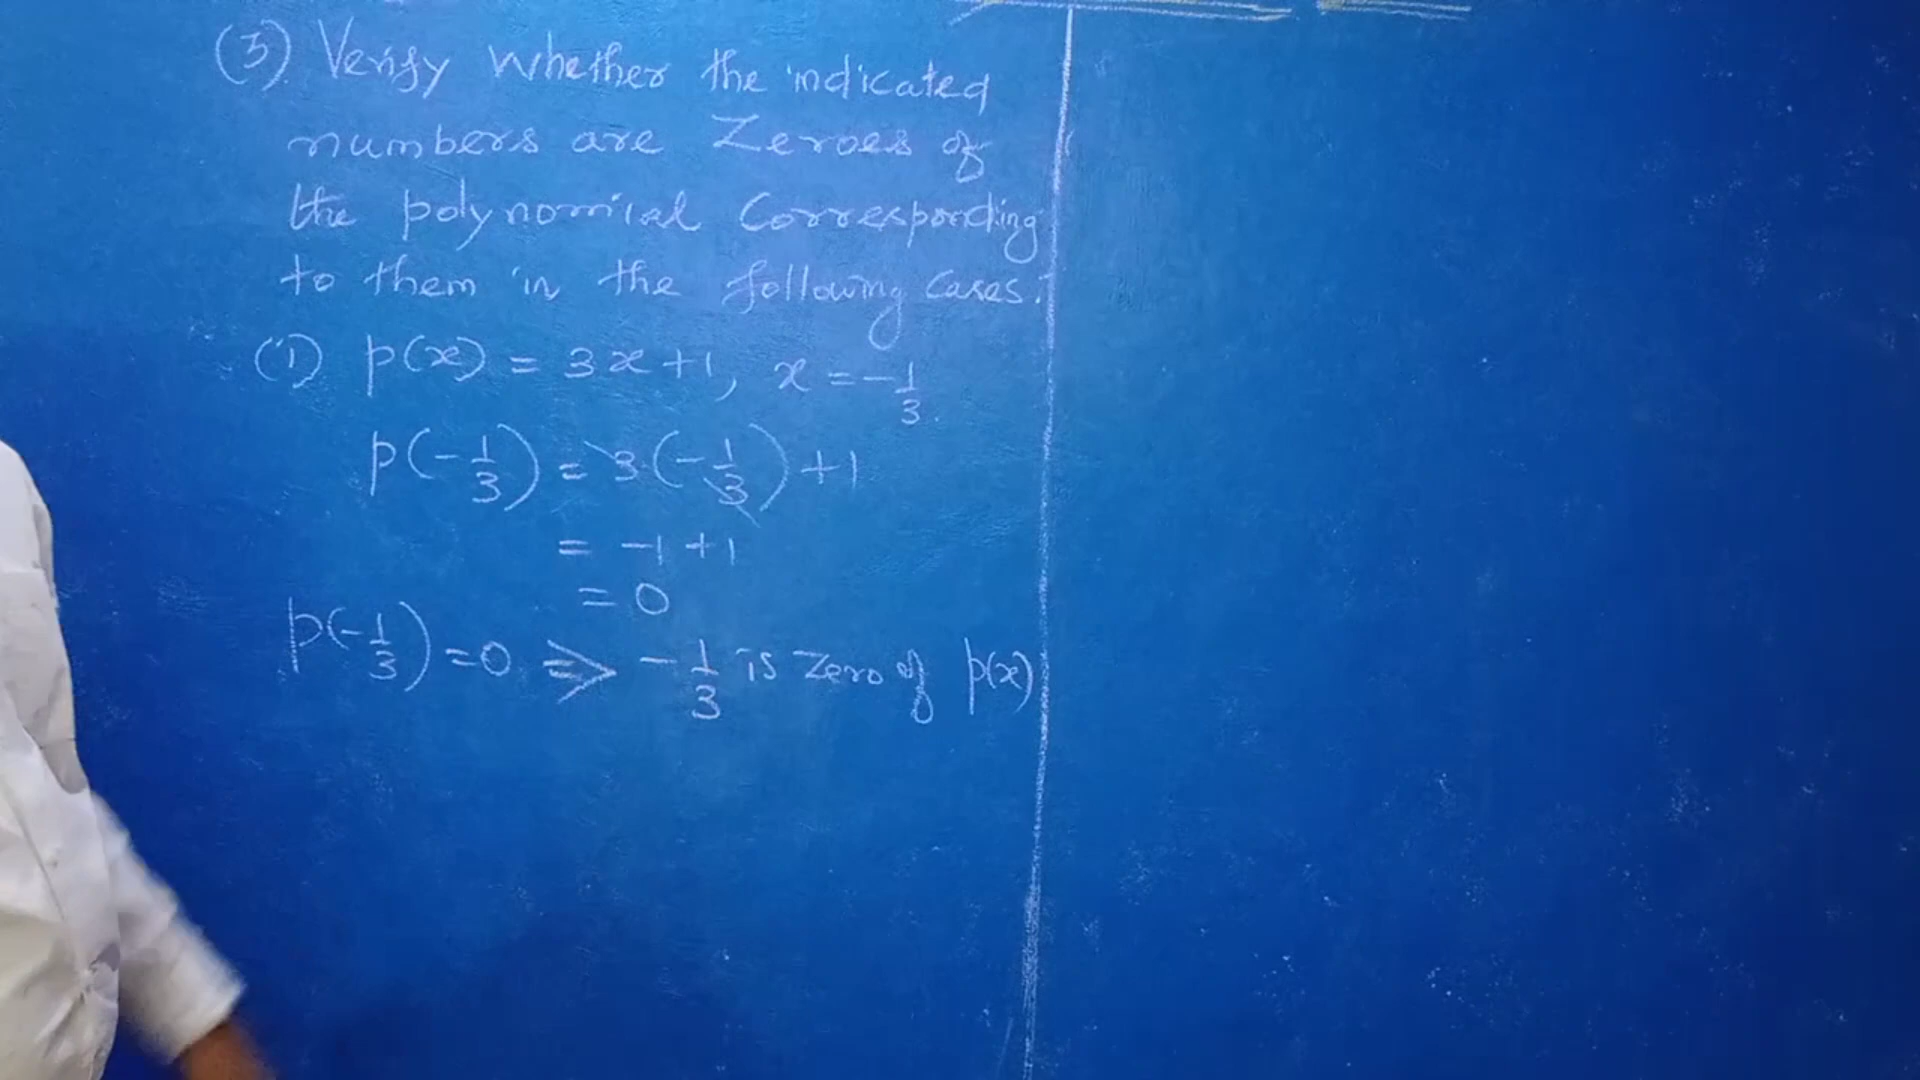 (3). Verify whether the indicated
numbers are Zeroes of
the polynomial Corresponding
to them in the following cases:
(i) p(x) = 3x+1, x = -1/3.
p(-1/3) = 3(-1/3) +1
= -1 +1
= 0
p(-1/3) = 0 ⇒ -1/3 is zero of p(x)